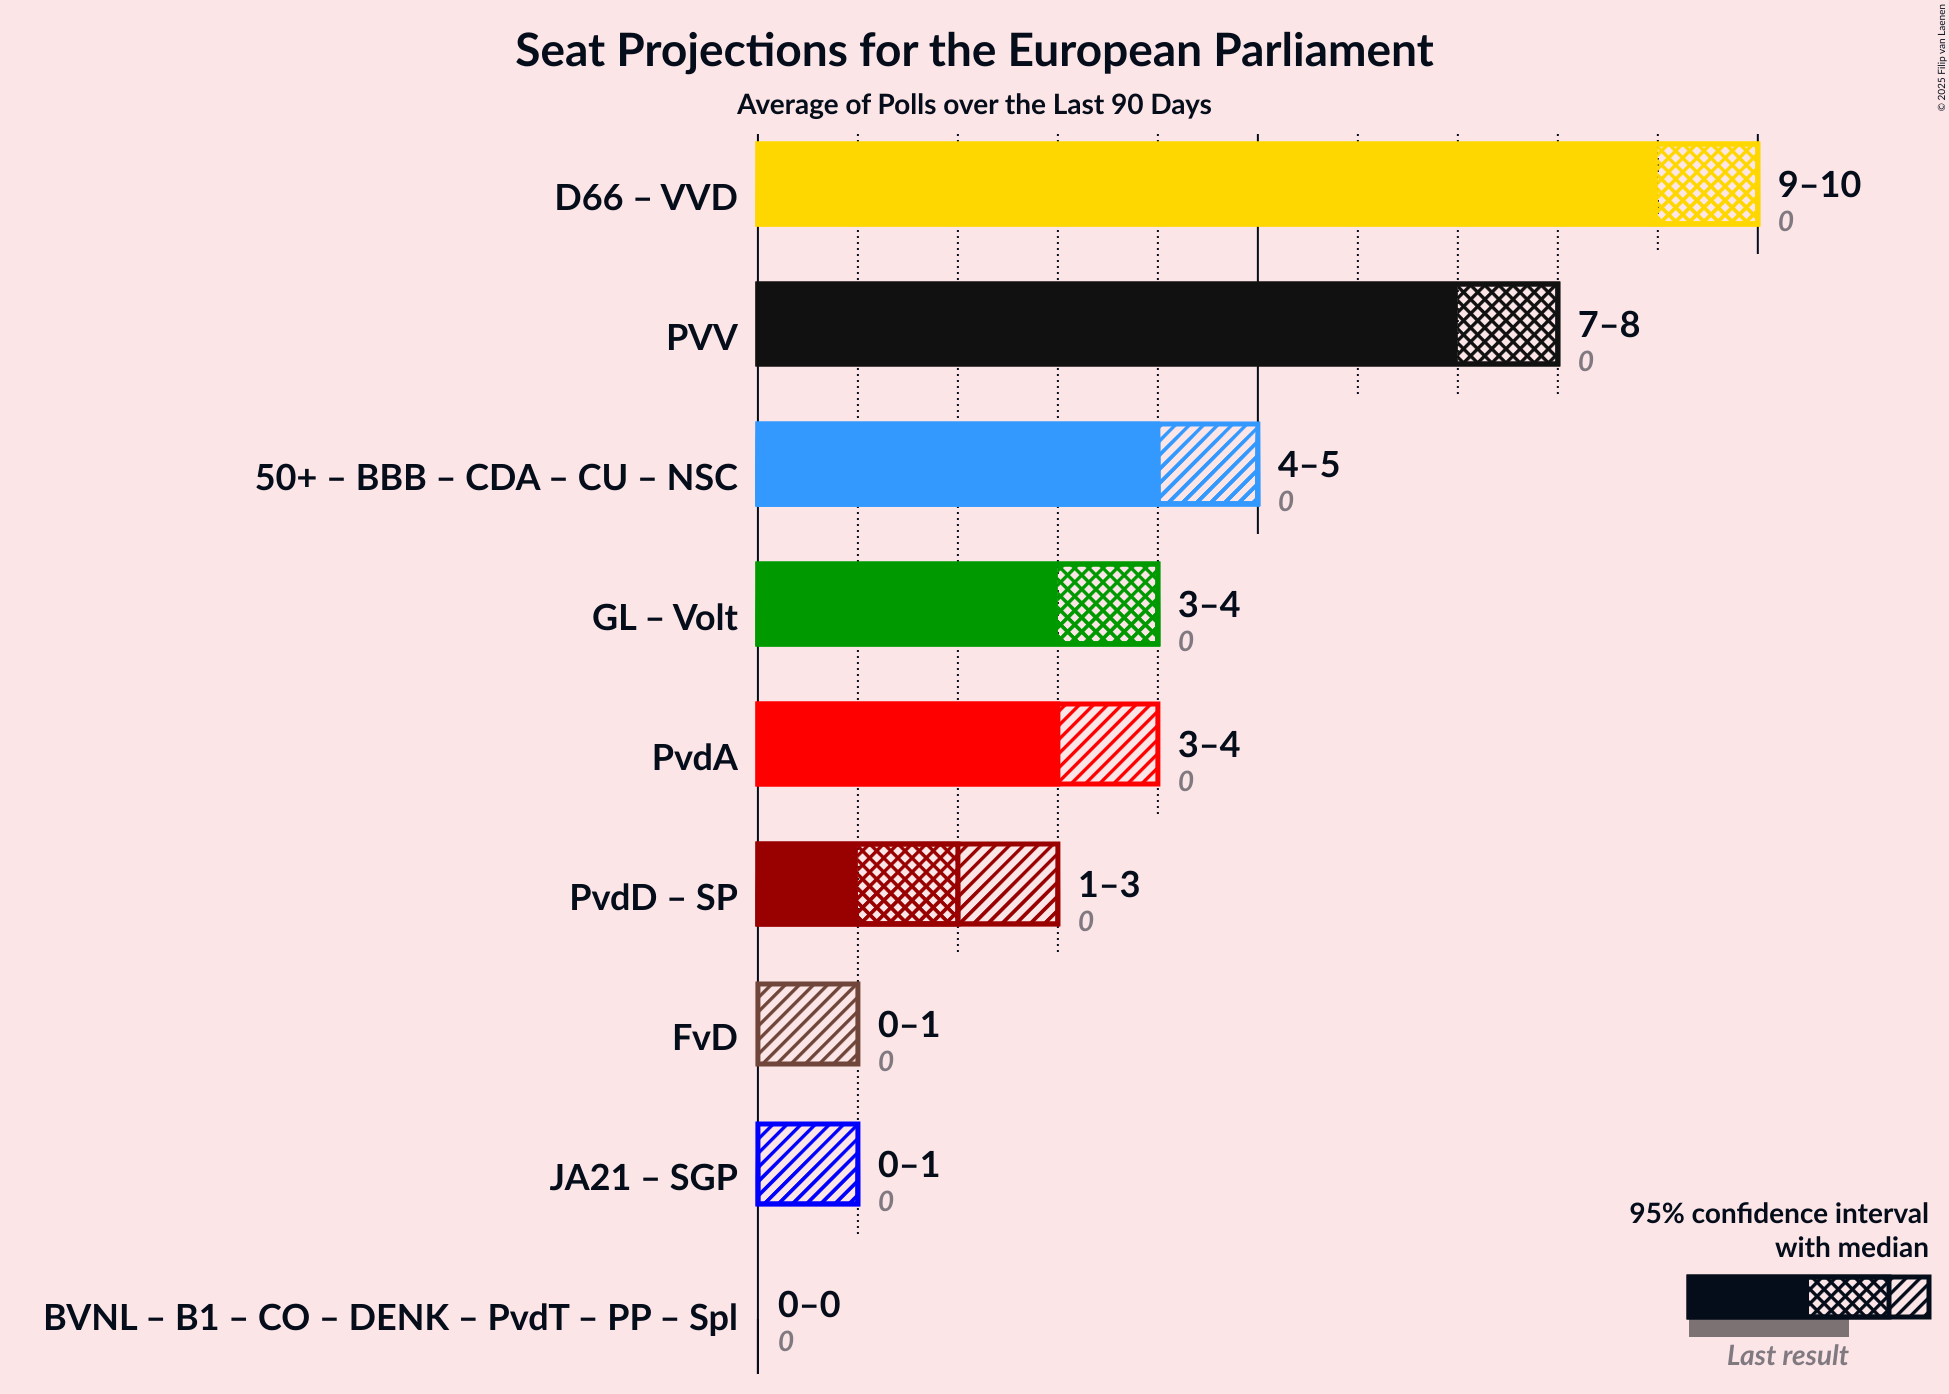 Seat Projections for the European Parliament
Average of Polls over the Last 90 Days
© 2025 Filip van Laenen
D66 – VVD
9–10
0
PVV
7–8
0
50+ – BBB – CDA – CU – NSC
4–5
0
GL – Volt
3–4
0
PvdA
3–4
0
PvdD – SP
1–3
0
FvD
0–1
0
JA21 – SGP
0–1
0
BVNL – B1 – CO – DENK – PvdT – PP – Spl
0–0
0
95% confidence interval
with median
Last result